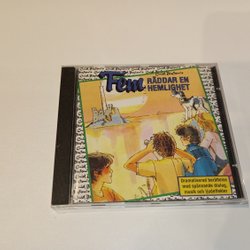 Fem
RÄDDAR EN
HEMLIGHET
Dramatiserad berättelse
med spännande dialog,
musik och ljudeffekter